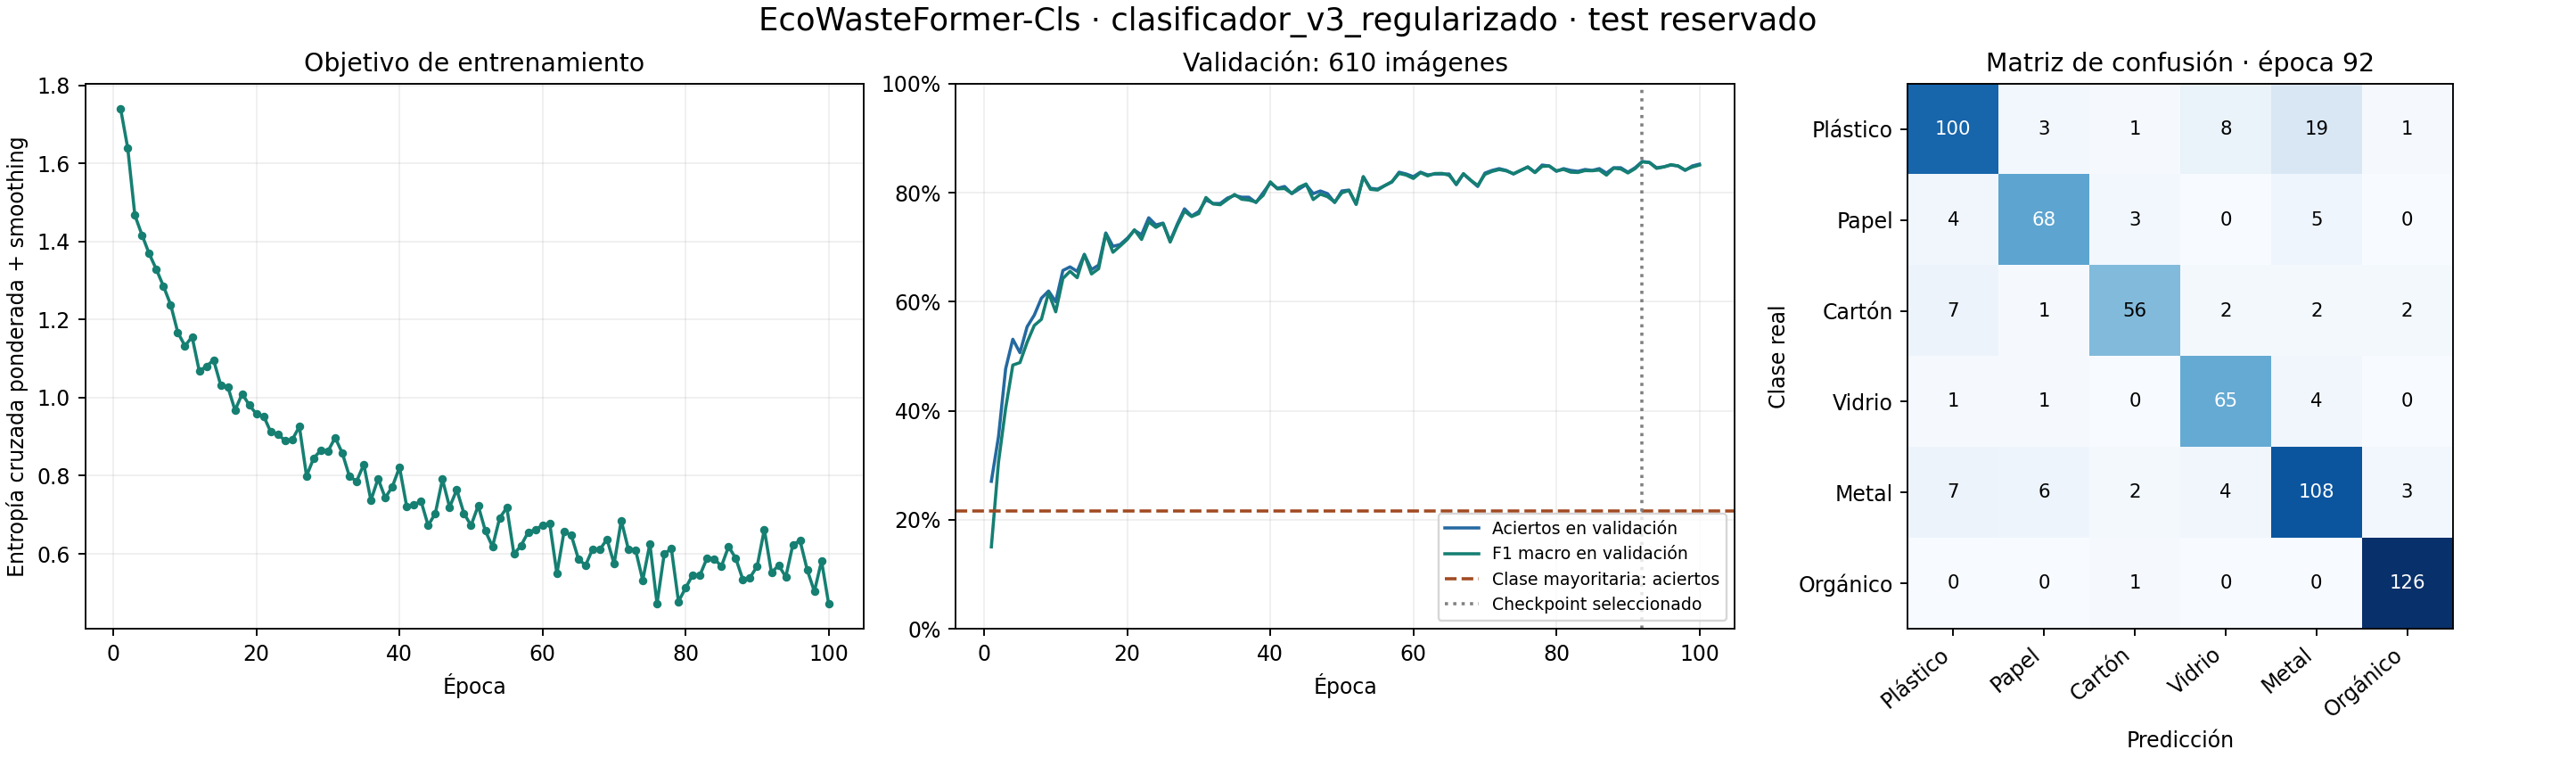 EcoWasteFormer-Cls · clasificador_v3_regularizado · test reservado
Objetivo de entrenamiento
Entropía cruzada ponderada + smoothing
1.8
1.6
1.4
1.2
1.0
0.8
0.6
0 20 40 60 80 100
Época
Validación: 610 imágenes
100%
80%
60%
40%
20%
0%
Aciertos en validación
F1 macro en validación
Clase mayoritaria: aciertos
Checkpoint seleccionado
0 20 40 60 80 100
Época
Matriz de confusión · época 92
Clase real
Plástico 100 3 1 8 19 1
Papel 4 68 3 0 5 0
Cartón 7 1 56 2 2 2
Vidrio 1 1 0 65 4 0
Metal 7 6 2 4 108 3
Orgánico 0 0 1 0 0 126
Plástico Papel Cartón Vidrio Metal Orgánico
Predicción